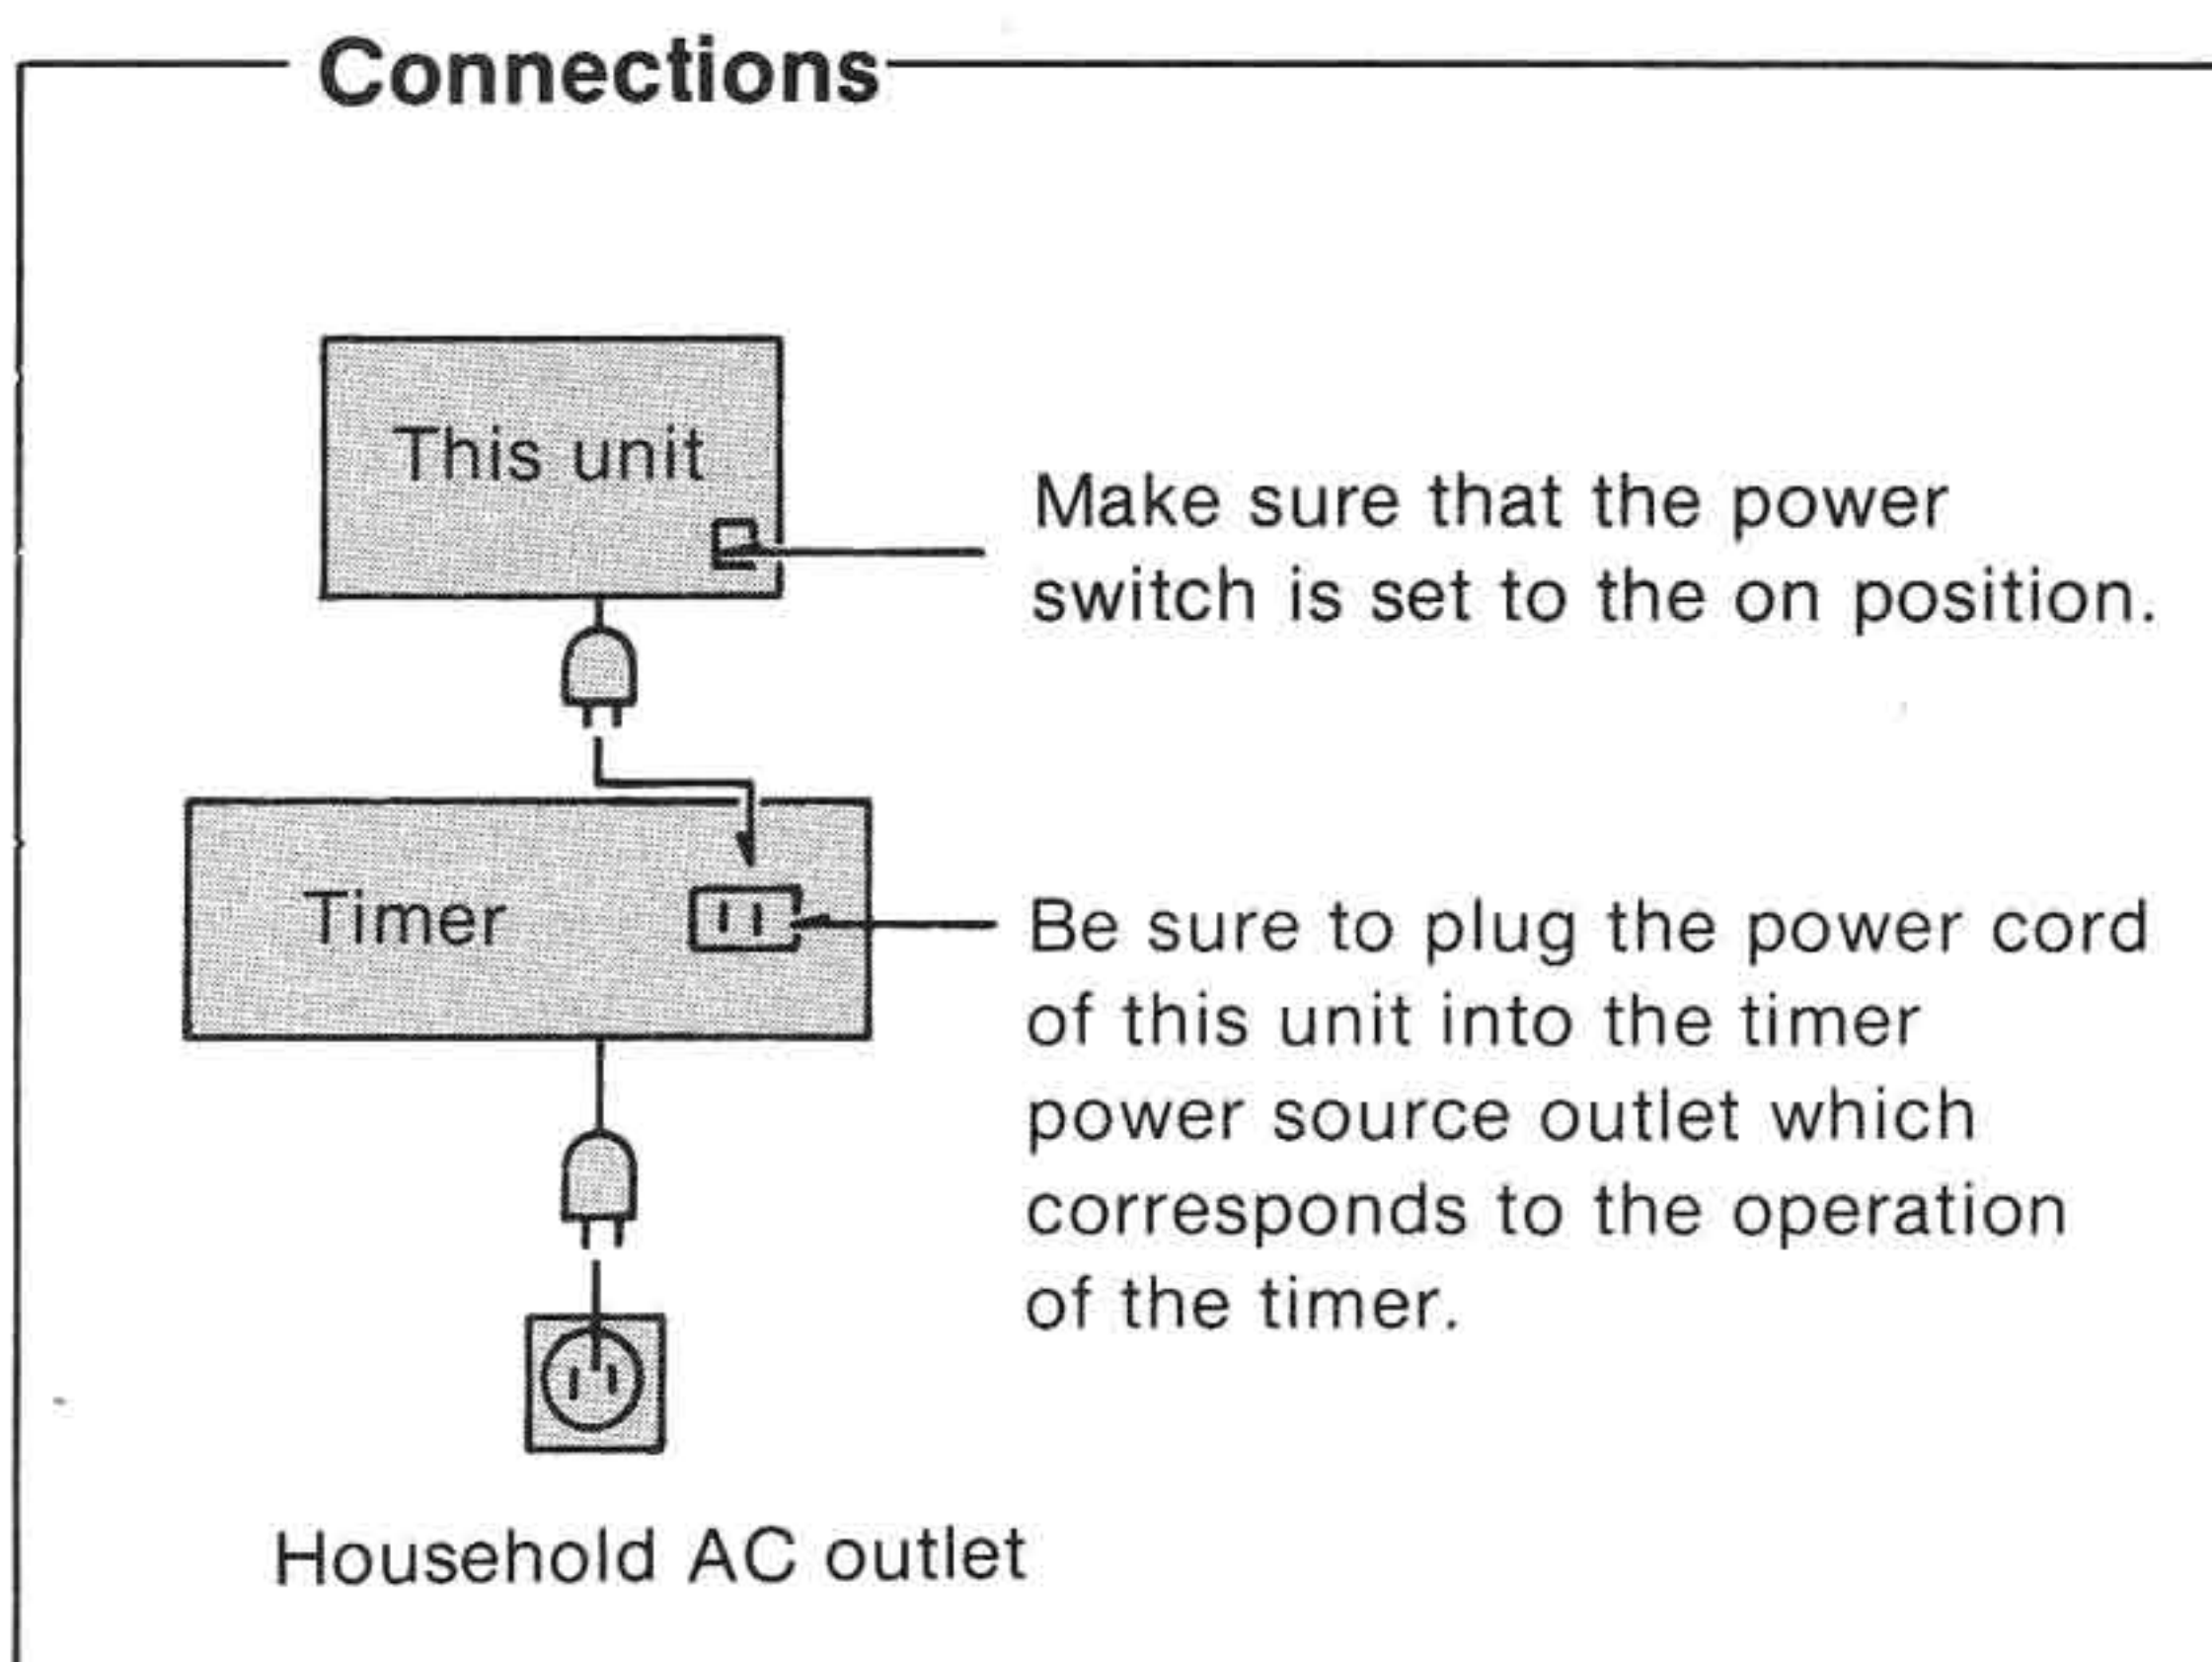 Connections
This unit
Make sure that the power
switch is set to the on position.
Timer
Be sure to plug the power cord
of this unit into the timer
power source outlet which
corresponds to the operation
of the timer.
Household AC outlet